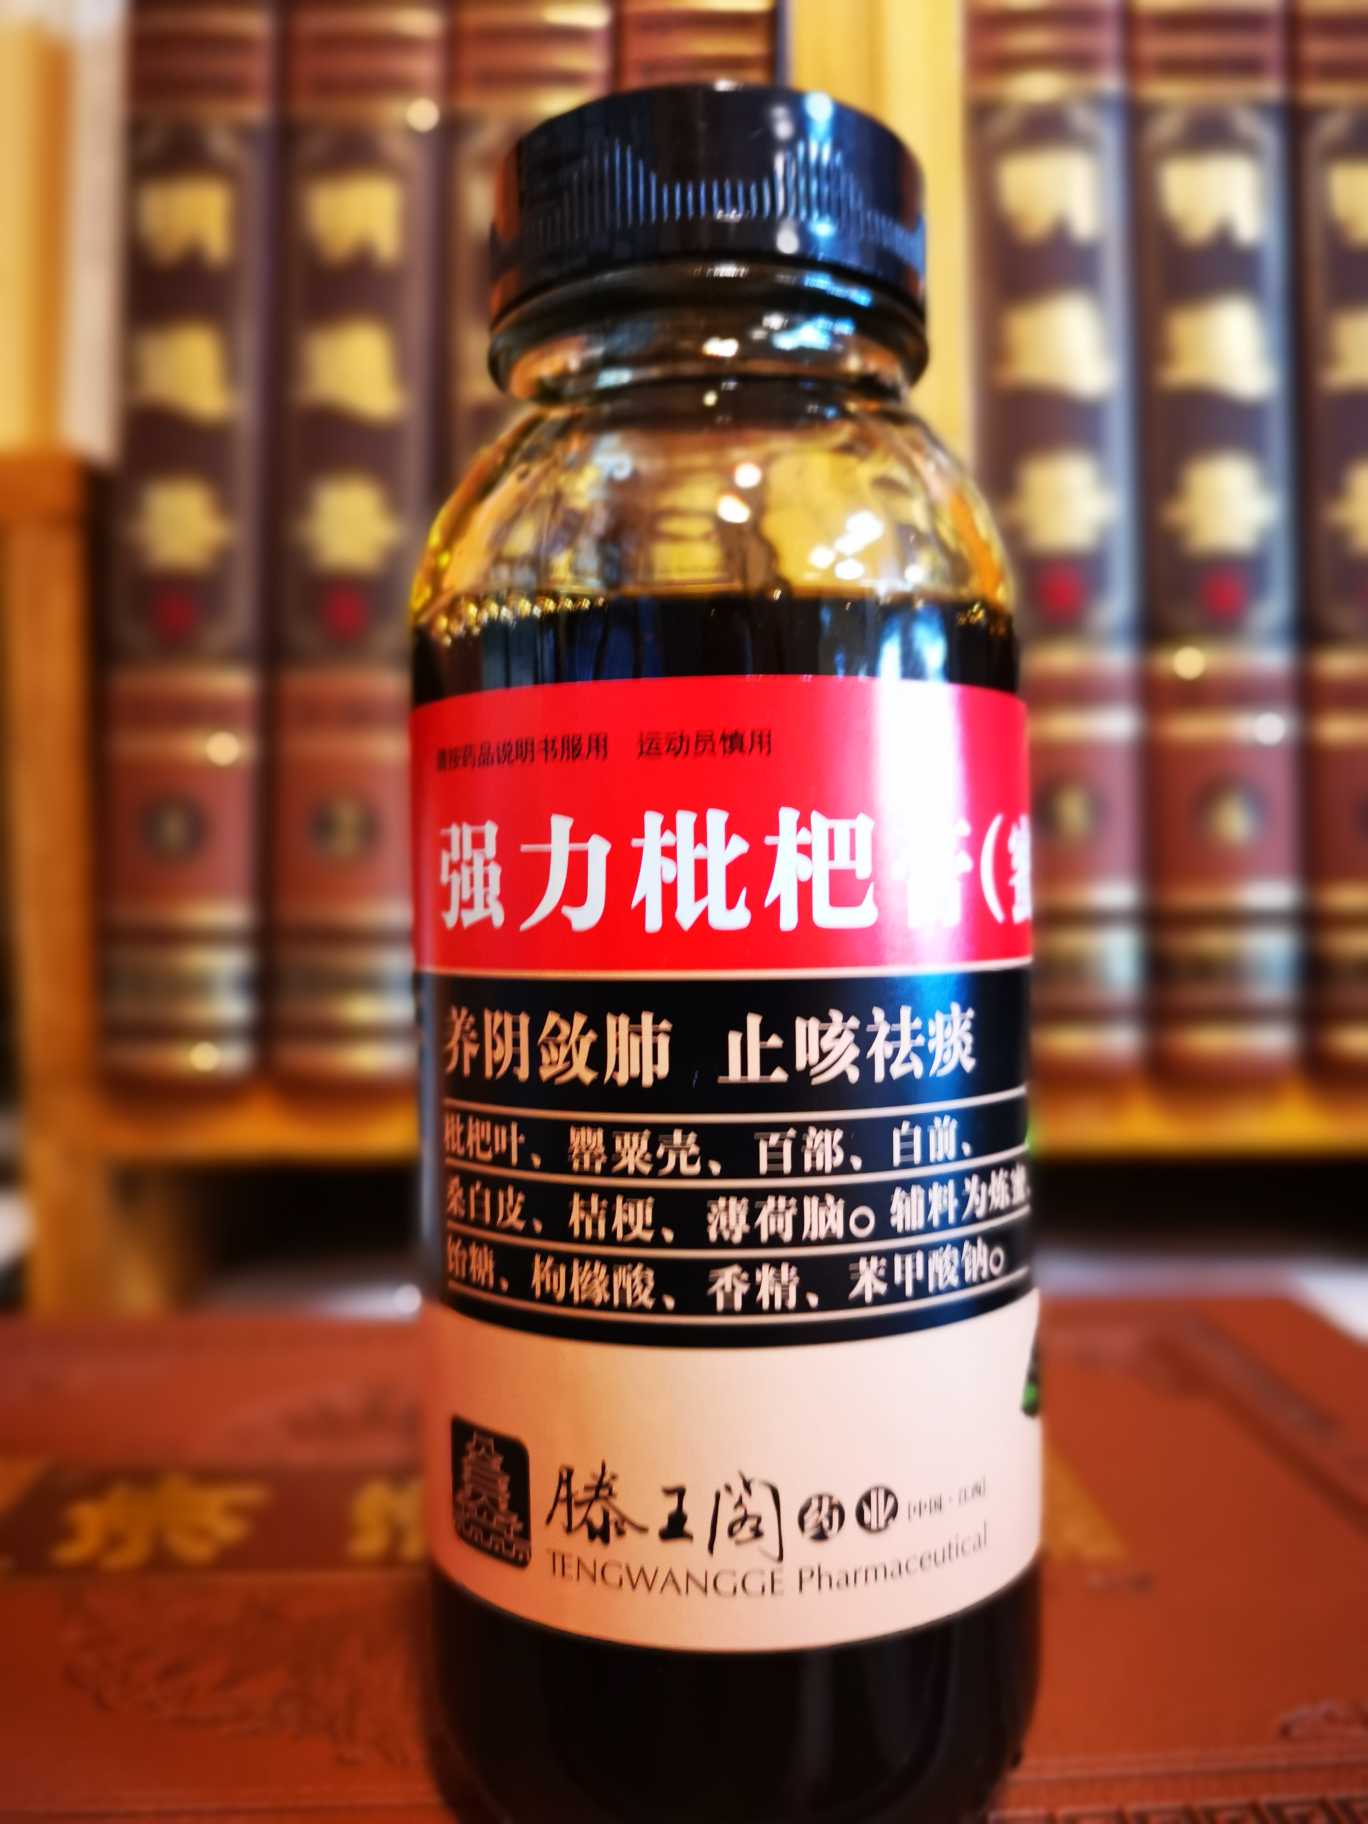 请按药品说明书服用 运动员慎用
强力枇杷膏(蜜
养阴敛肺 止咳祛痰
枇杷叶、罂粟壳、百部、白前、
桑白皮、桔梗、薄荷脑。辅料为炼蜜、
饴糖、枸橼酸、香精、苯甲酸钠。
滕王阁药业[中国·江西]
TENGWANGGE Pharmaceutical